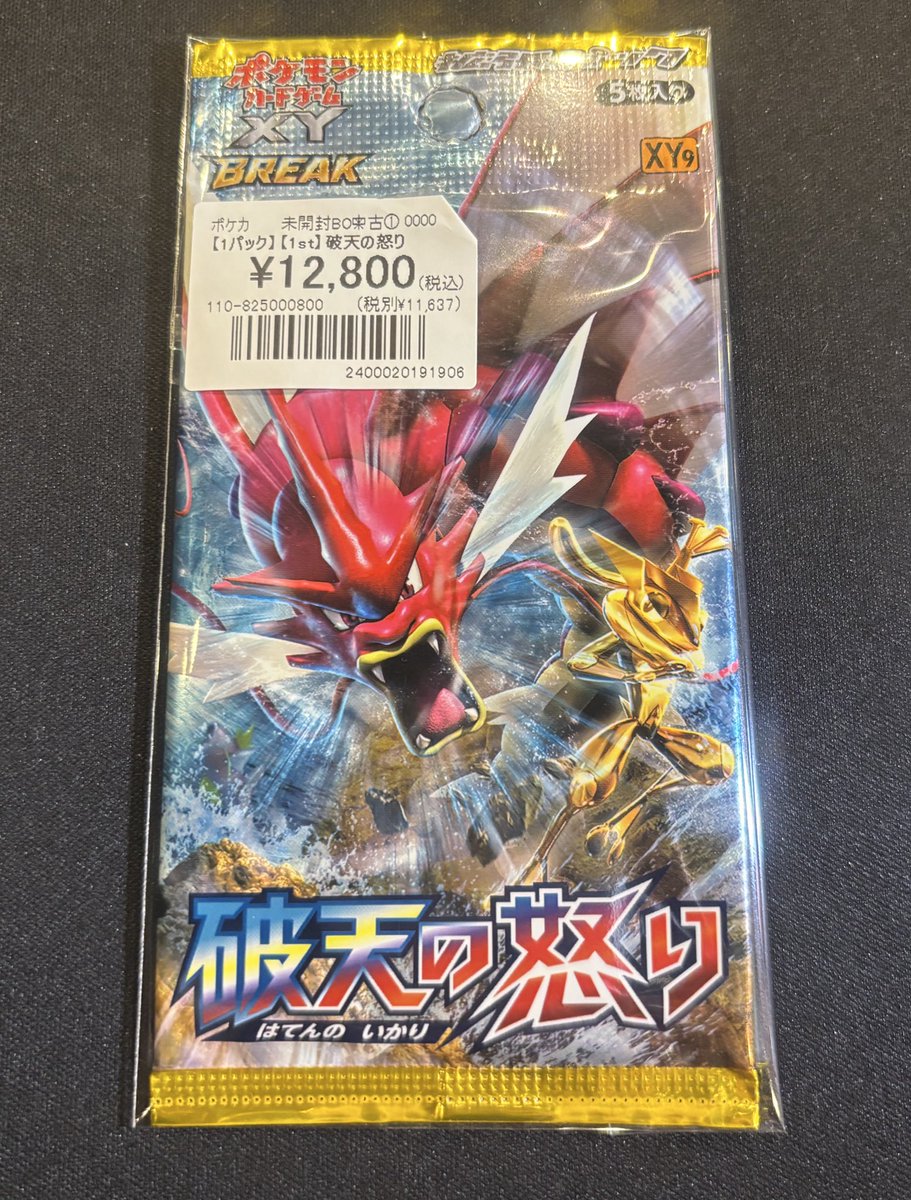 ポケモン
カードゲーム
XY
BREAK
5枚入り
XY9
ポケカ 未開封BO中古① 0000
【1パック】【1st】破天の怒り
¥12,800(税込)
110-825000800 (税別¥11,637)
2400020191906
破天の怒り
はてんの いかり